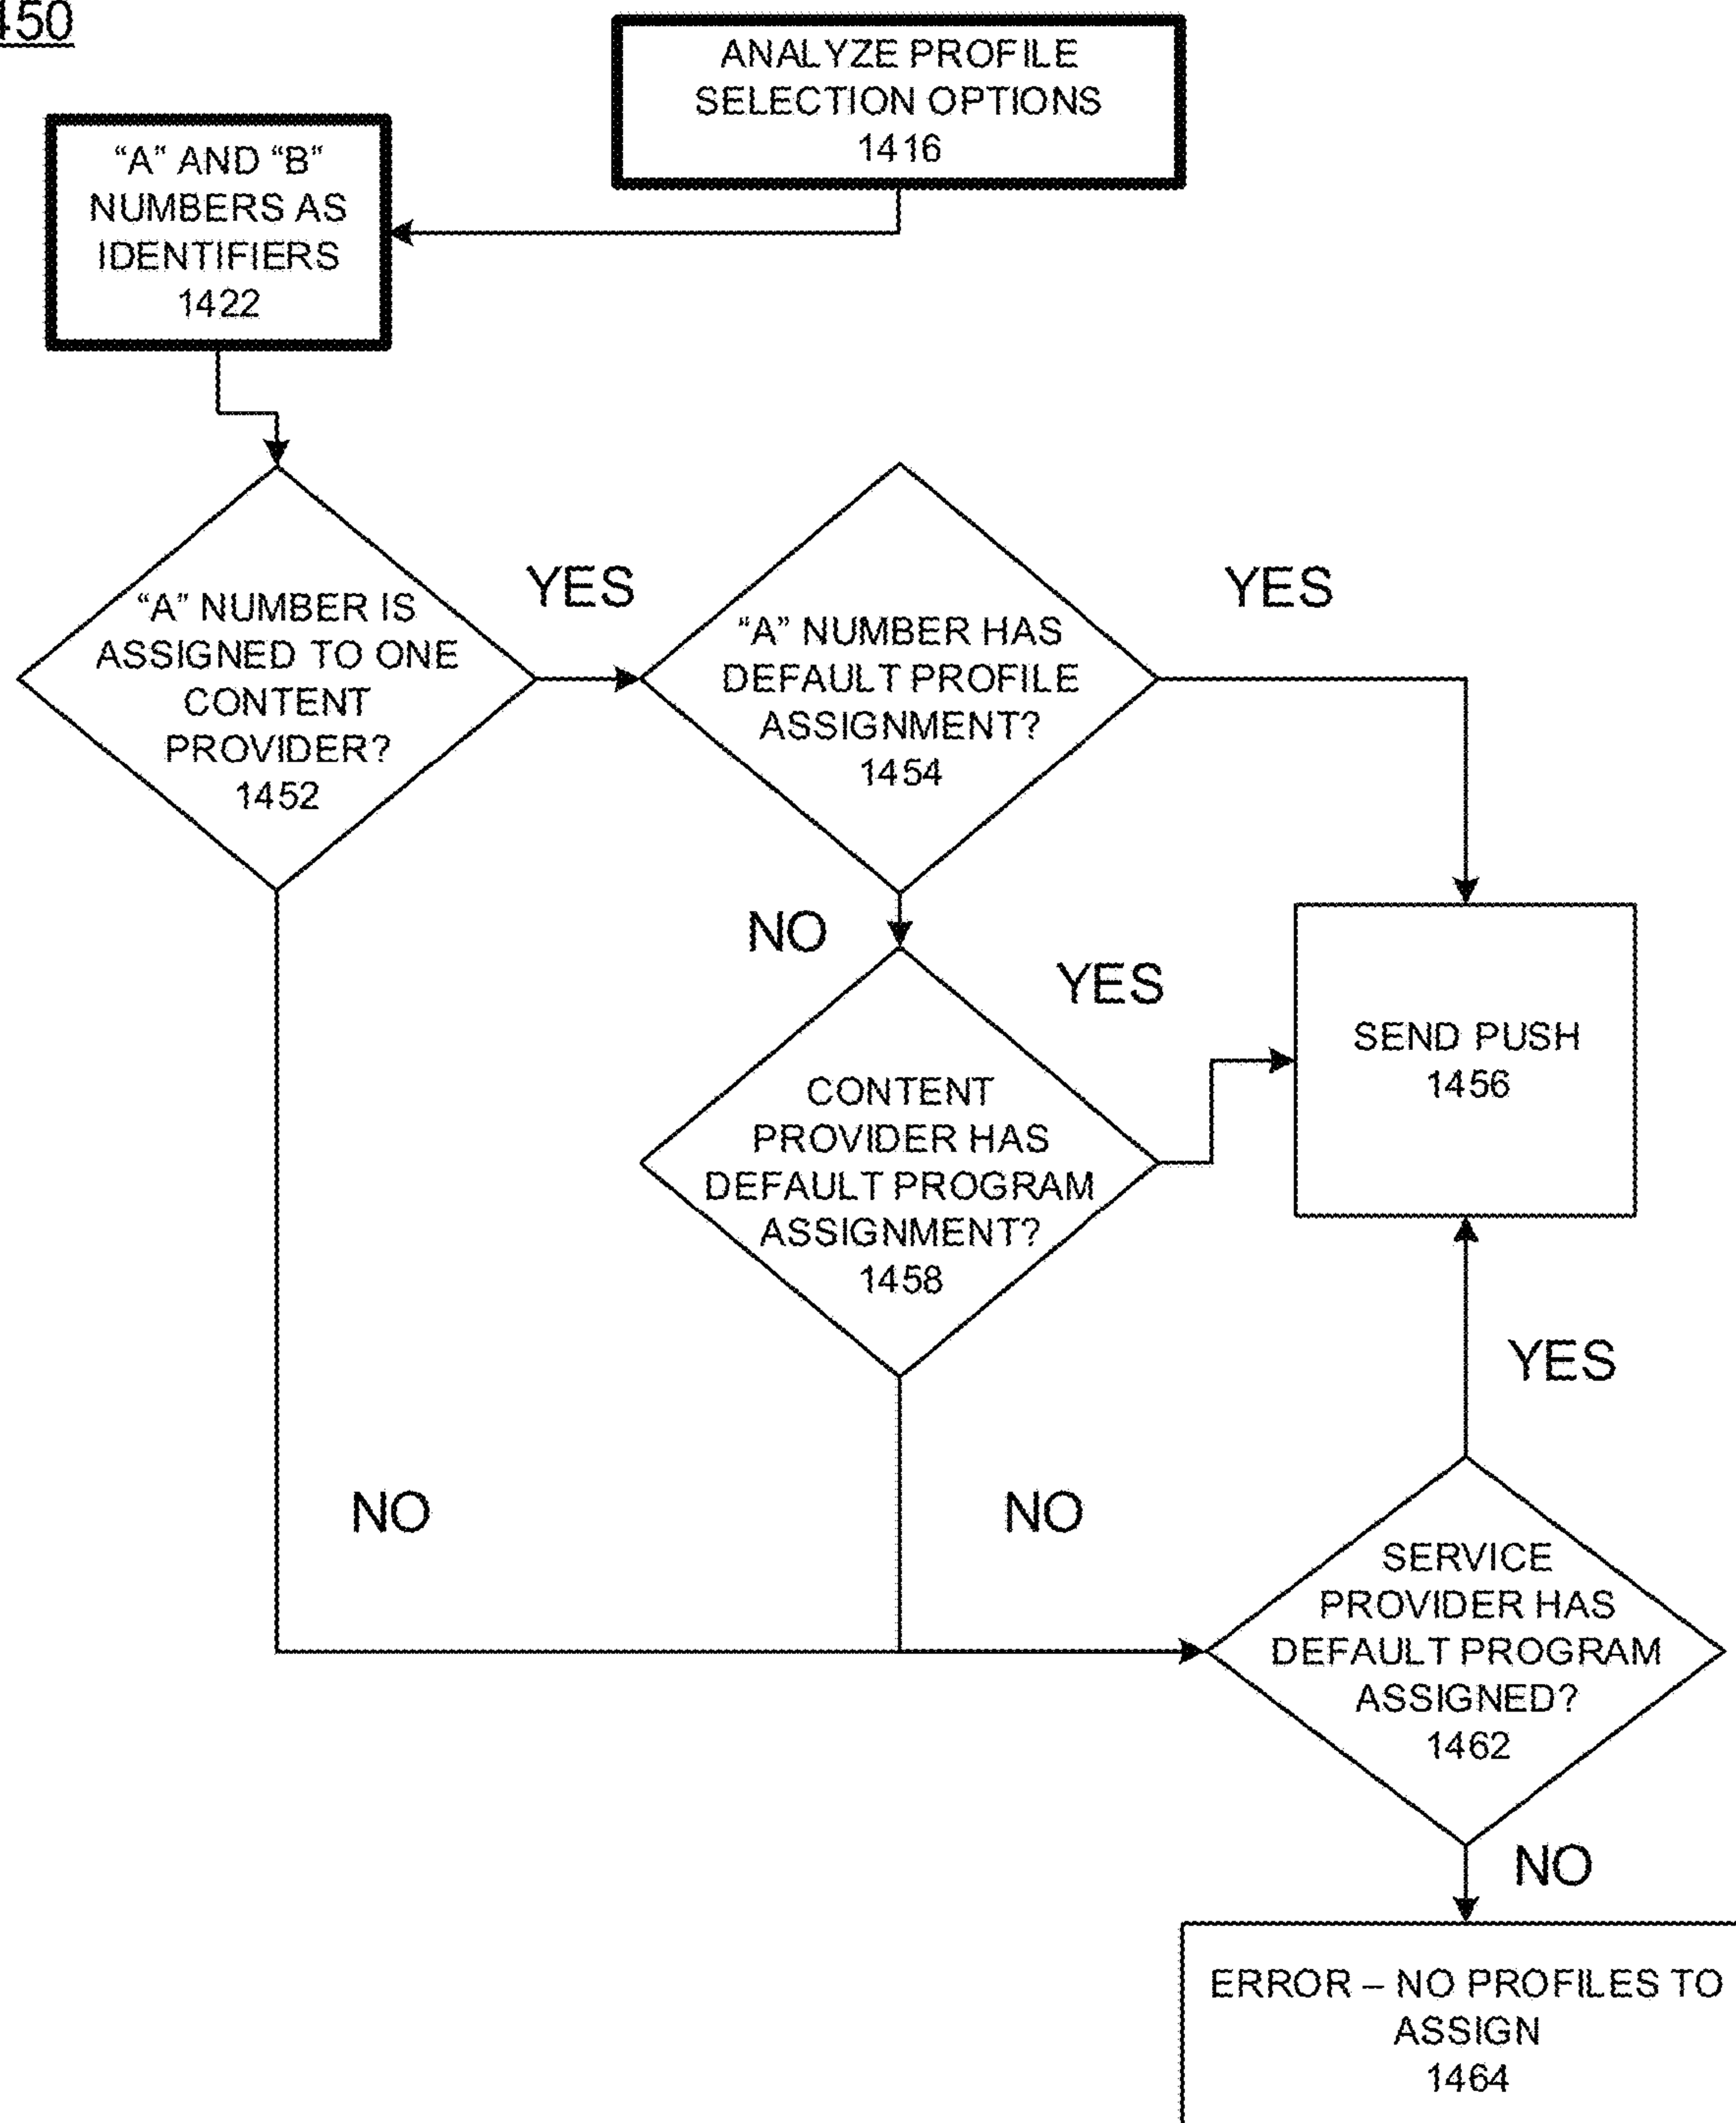 450
ANALYZE PROFILE
SELECTION OPTIONS
1416
“A” AND “B”
NUMBERS AS
IDENTIFIERS
1422
“A” NUMBER IS
ASSIGNED TO ONE
CONTENT
PROVIDER?
1452
YES
“A” NUMBER HAS
DEFAULT PROFILE
ASSIGNMENT?
1454
YES
NO
YES
CONTENT
PROVIDER HAS
DEFAULT PROGRAM
ASSIGNMENT?
1458
SEND PUSH
1456
YES
NO
NO
SERVICE
PROVIDER HAS
DEFAULT PROGRAM
ASSIGNED?
1462
NO
ERROR – NO PROFILES TO
ASSIGN
1464